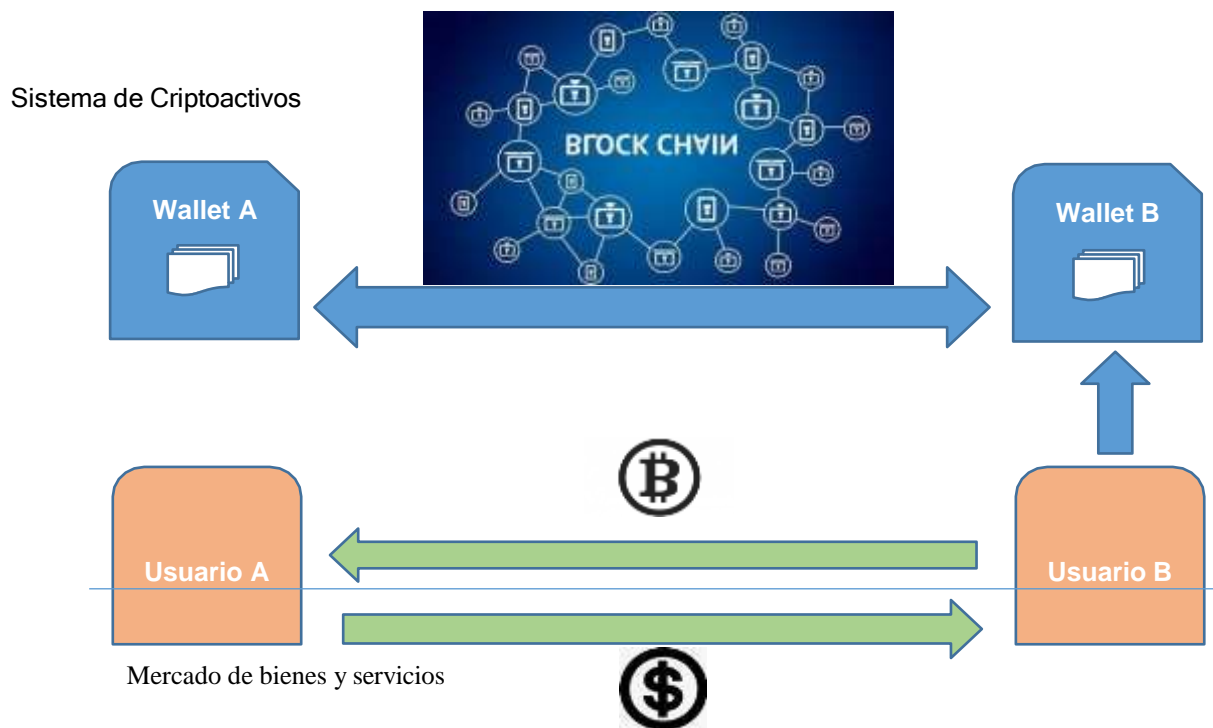 Sistema de Criptoactivos
BLOCK CHAIN
Wallet A
Wallet B
Usuario A
Usuario B
Mercado de bienes y servicios